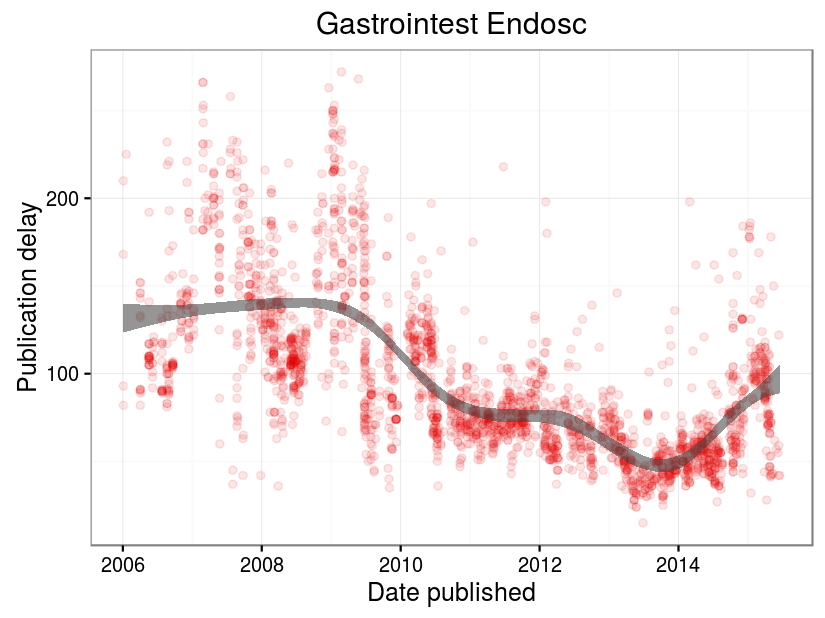 Gastrointest Endosc
Publication delay
200
100
2006 2008 2010 2012 2014
Date published